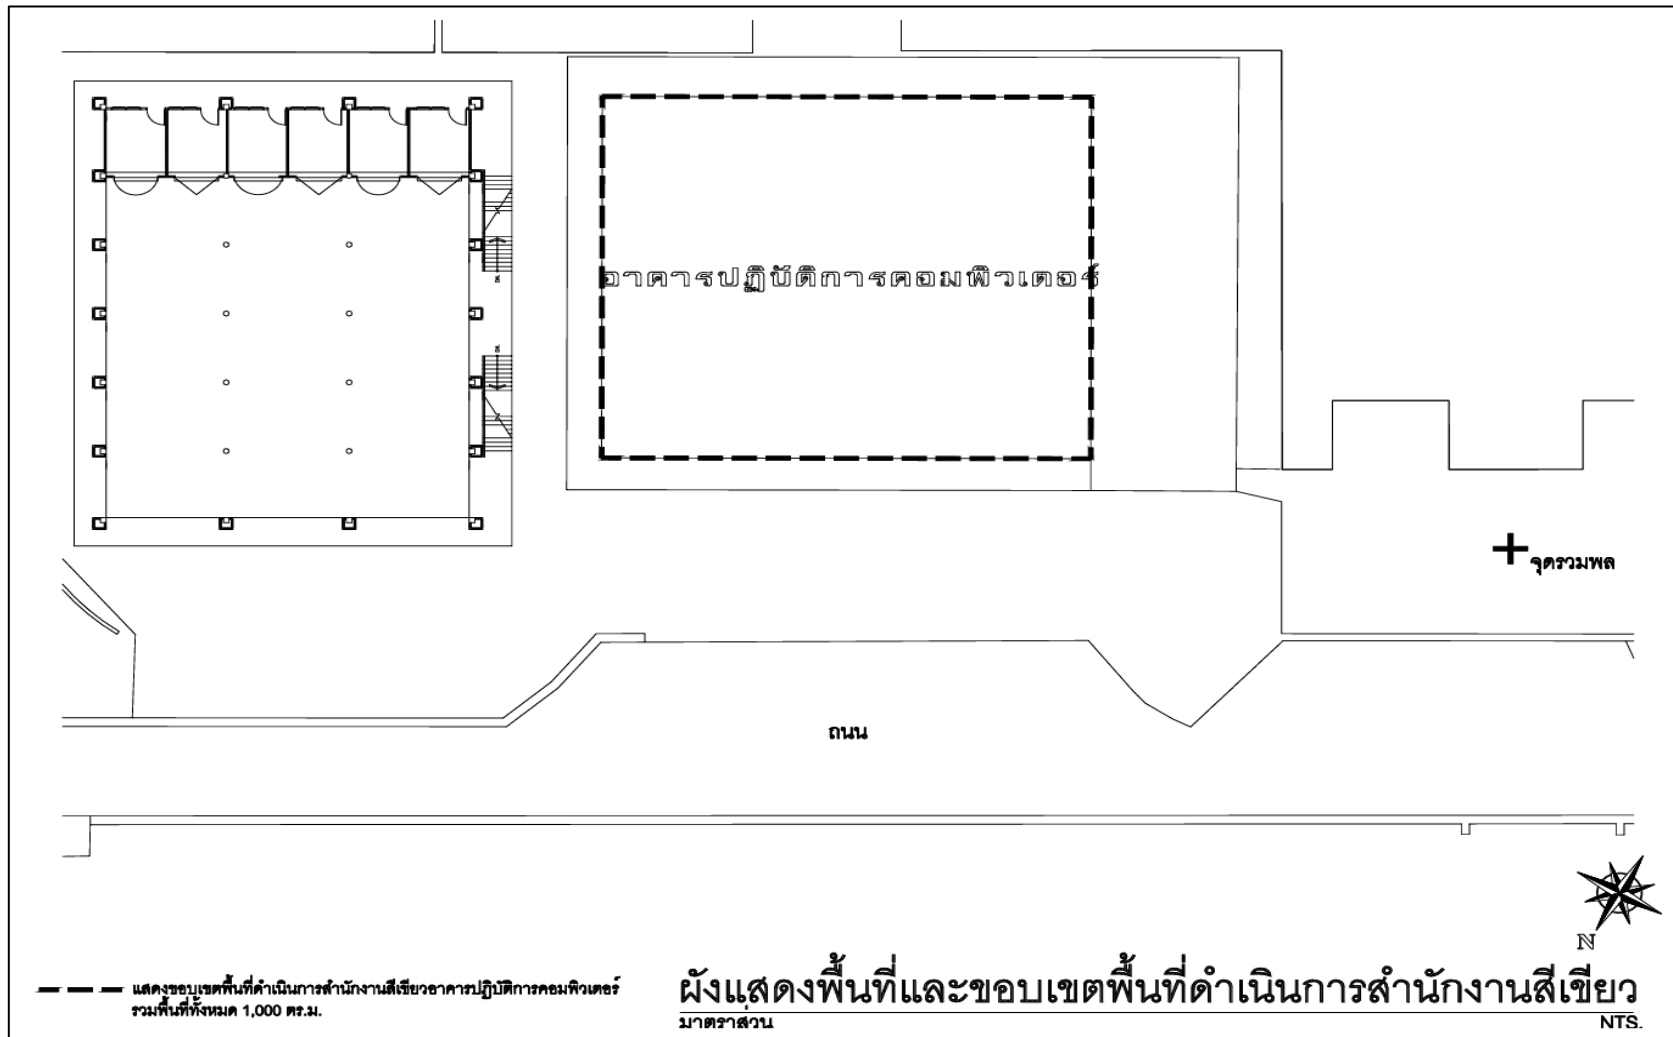 อาคารปฏิบัติการคอมพิวเตอร์
DN.
DN.
จุดรวมพล
ถนน
N
แสดงขอบเขตพื้นที่ดำเนินการสำนักงานสีเขียวอาคารปฏิบัติการคอมพิวเตอร์
รวมพื้นที่ทั้งหมด 1,000 ตร.ม.
ผังแสดงพื้นที่และขอบเขตพื้นที่ดำเนินการสำนักงานสีเขียว
มาตราส่วน NTS.